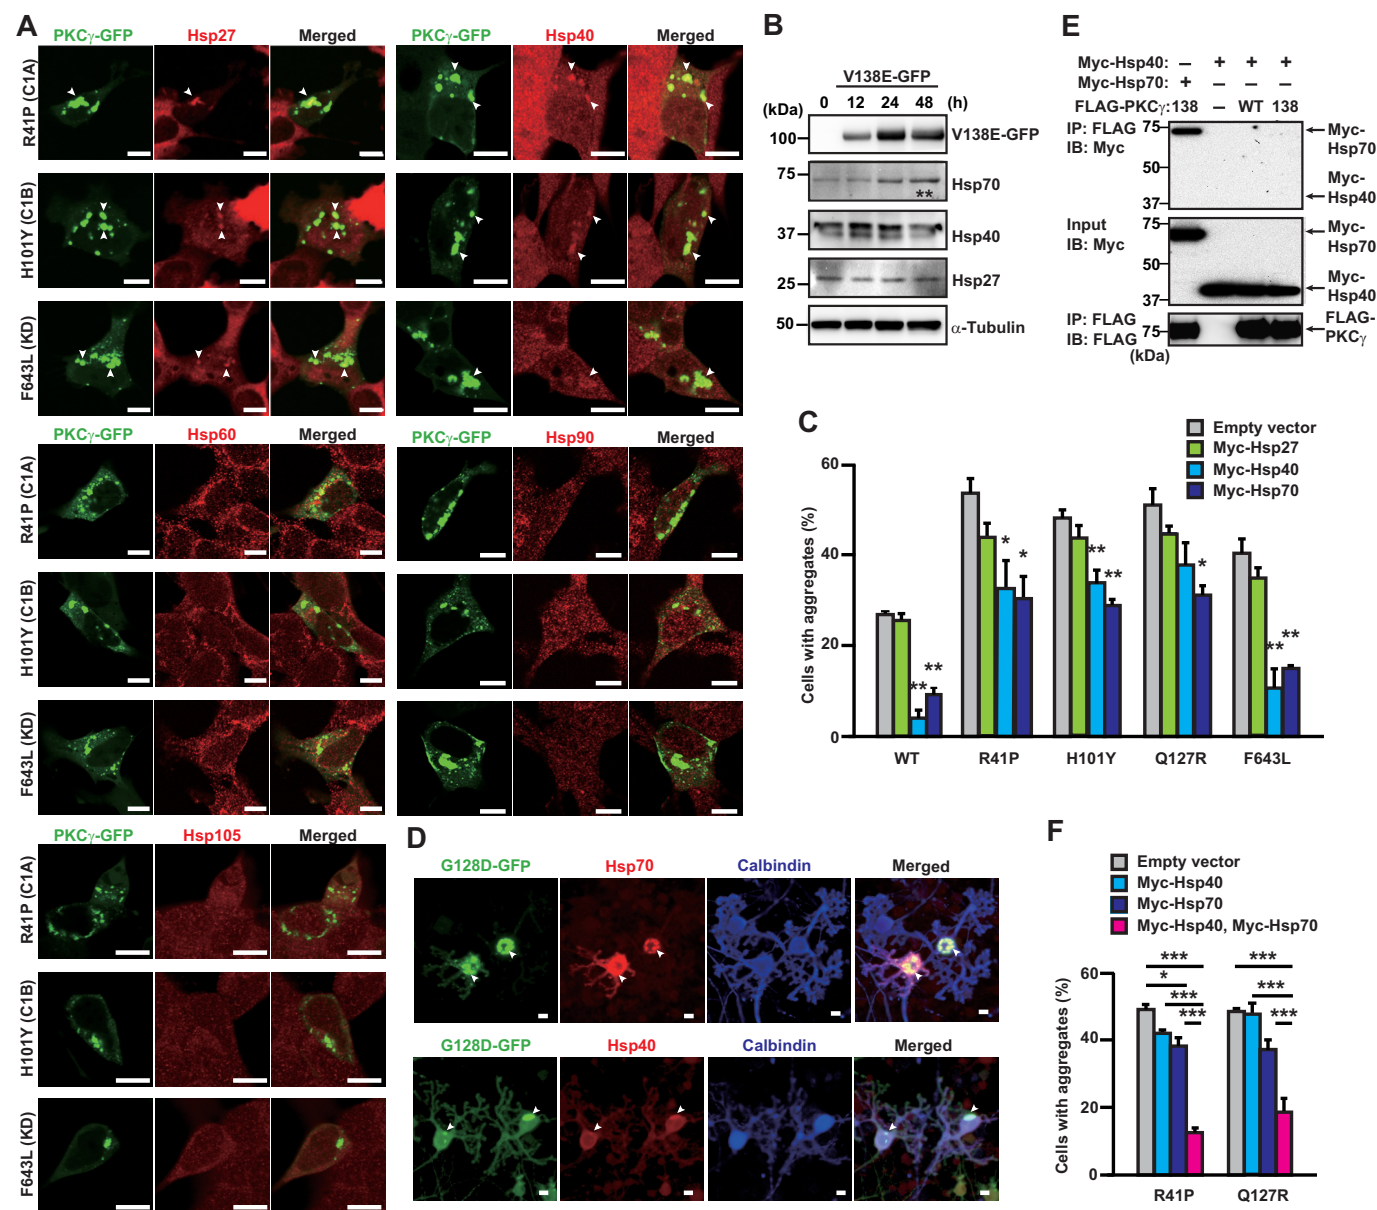 A
PKCγ-GFP Hsp27 Merged PKCγ-GFP Hsp40 Merged
R41P (C1A)
H101Y (C1B)
F643L (KD)
PKCγ-GFP Hsp60 Merged PKCγ-GFP Hsp90 Merged
R41P (C1A)
H101Y (C1B)
F643L (KD)
PKCγ-GFP Hsp105 Merged
R41P (C1A)
H101Y (C1B)
F643L (KD)
B
V138E-GFP
(kDa) 0 12 24 48 (h)
100 V138E-GFP
75 Hsp70
**
37 Hsp40
25 Hsp27
50 α-Tubulin
E
Myc-Hsp40: – + + +
Myc-Hsp70: + – – –
FLAG-PKCγ: 138 – WT 138
IP: FLAG
IB: Myc
75
50
37
Myc-
Hsp70
Myc-
Hsp40
Input
IB: Myc
75
50
37
Myc-
Hsp70
Myc-
Hsp40
IP: FLAG
IB: FLAG
75
(kDa)
FLAG-
PKCγ
C
Empty vector
Myc-Hsp27
Myc-Hsp40
Myc-Hsp70
Cells with aggregates (%)
60
40
20
0
** **
* *
** **
*
** **
WT R41P H101Y Q127R F643L
D
G128D-GFP Hsp70 Calbindin Merged
G128D-GFP Hsp40 Calbindin Merged
F
Empty vector
Myc-Hsp40
Myc-Hsp70
Myc-Hsp40, Myc-Hsp70
Cells with aggregates (%)
60
40
20
0
*** ***
* ***
*** ***
R41P Q127R